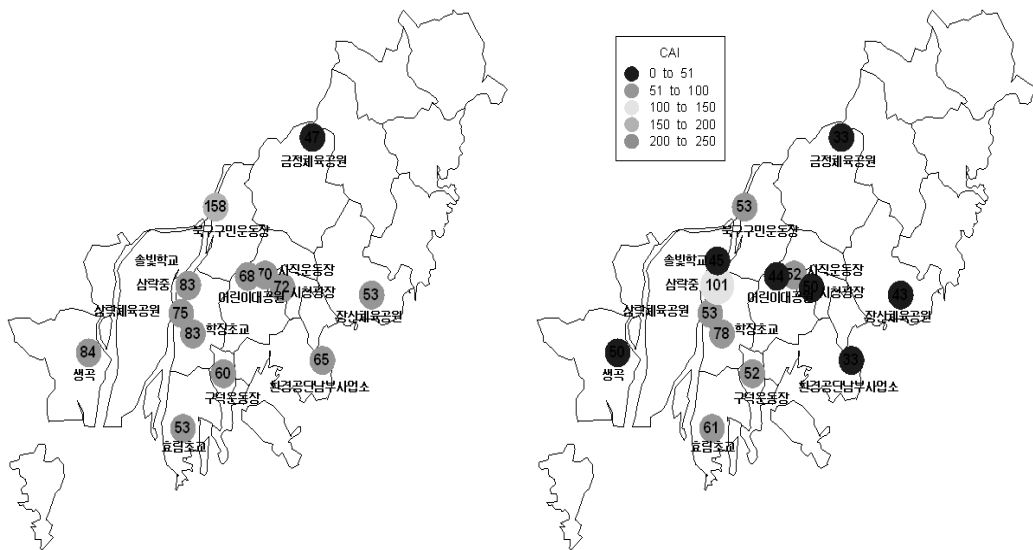 47
금정체육공원
158
북구구민운동장
솔빛학교
삼락중
83
68
70
사직운동장
72
시청광장
어린이대공원
53
장산체육공원
삼락체육공원
75
학장초교
83
84
생곡
65
환경공단남부사업소
60
구덕운동장
53
효림초교
CAI
0 to 51
51 to 100
100 to 150
150 to 200
200 to 250
33
금정체육공원
53
북구구민운동장
솔빛학교
45
삼락중
101
44
52
사직운동장
50
시청광장
어린이대공원
43
장산체육공원
삼락체육공원
53
학장초교
78
50
생곡
33
환경공단남부사업소
52
구덕운동장
61
효림초교